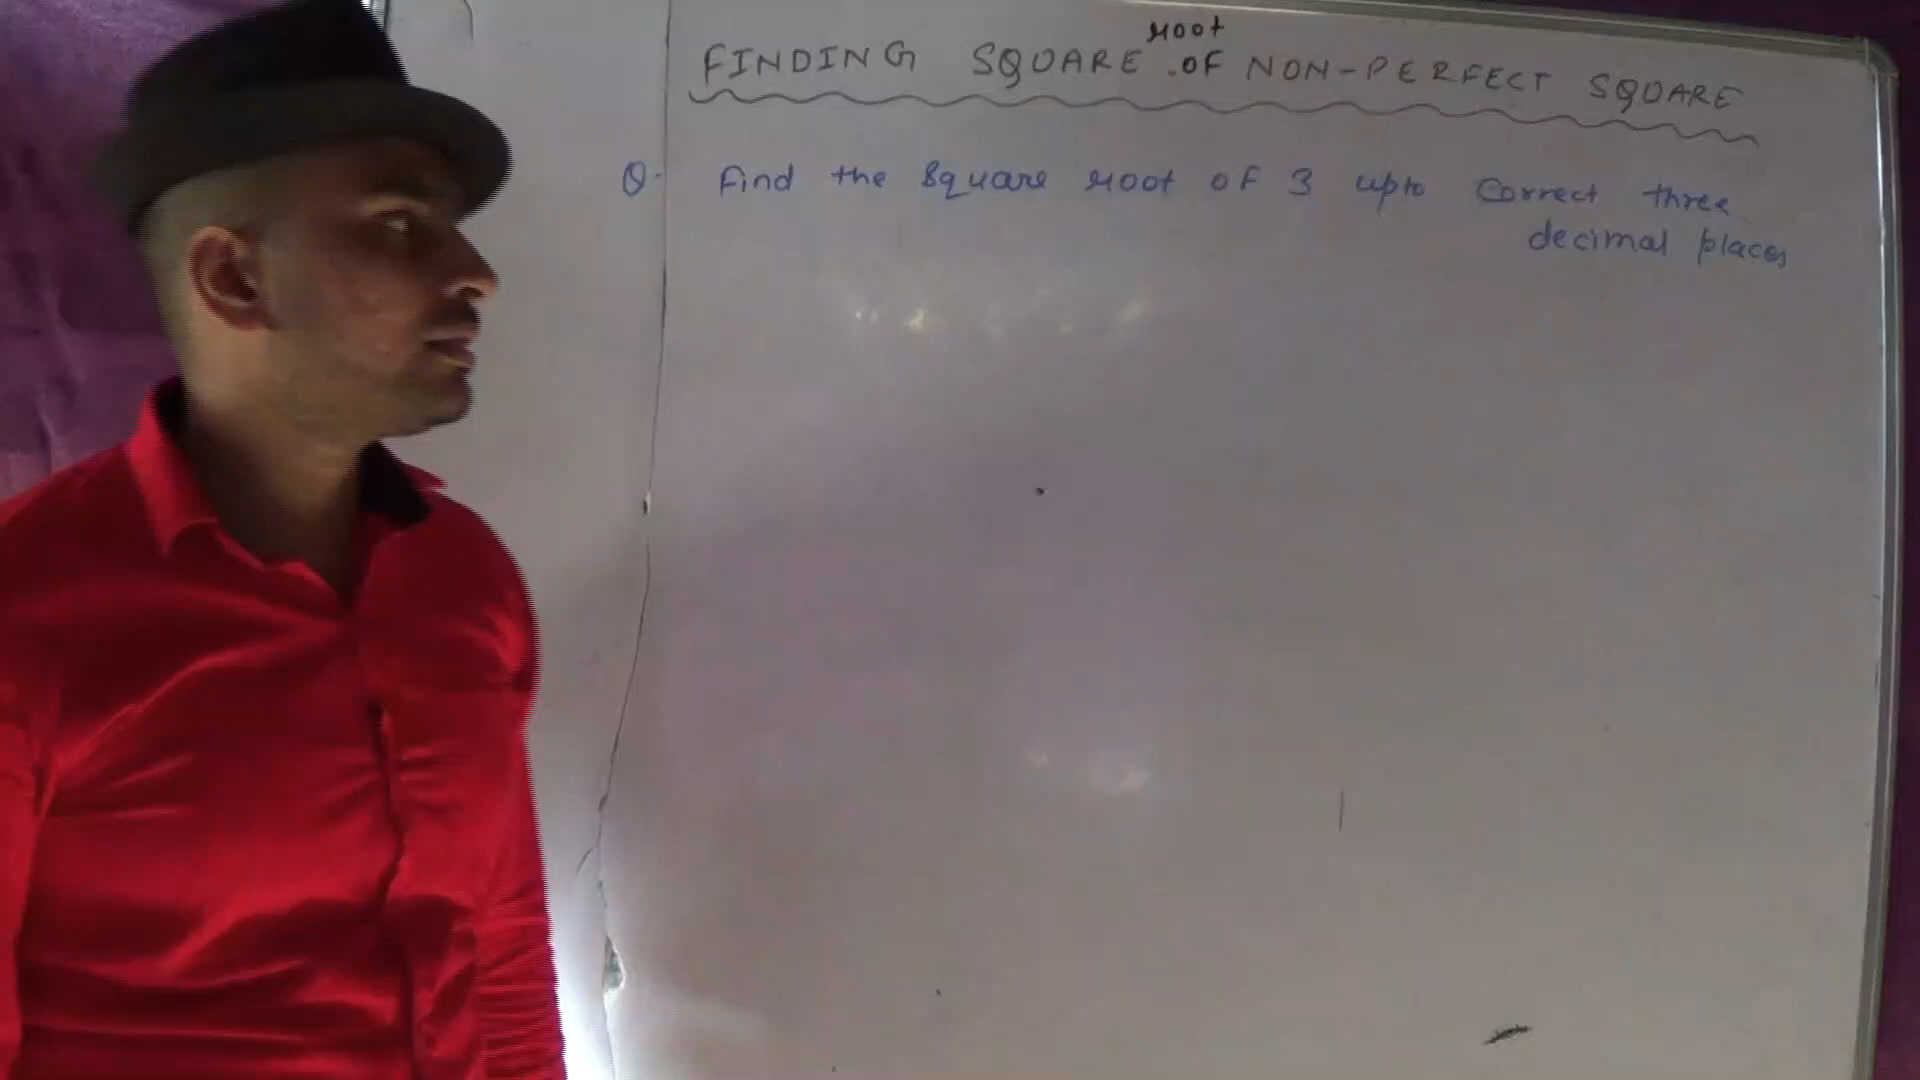 FINDING SQUARE root OF NON-PERFECT SQUARE
Q. Find the square root of 3 upto correct three
decimal places